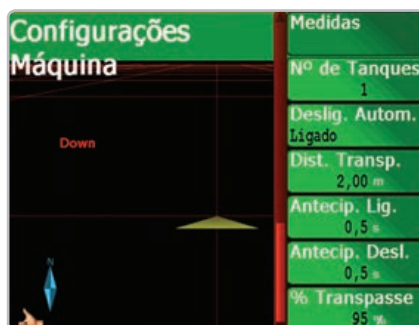 Configurações
Máquina
Down
N
Medidas
Nº de Tanques
1
Deslig. Autom.
Ligado
Dist. Transp.
2,00 m
Antecip. Lig.
0,5 s
Antecip. Desl.
0,5 s
% Transpasse
95 %